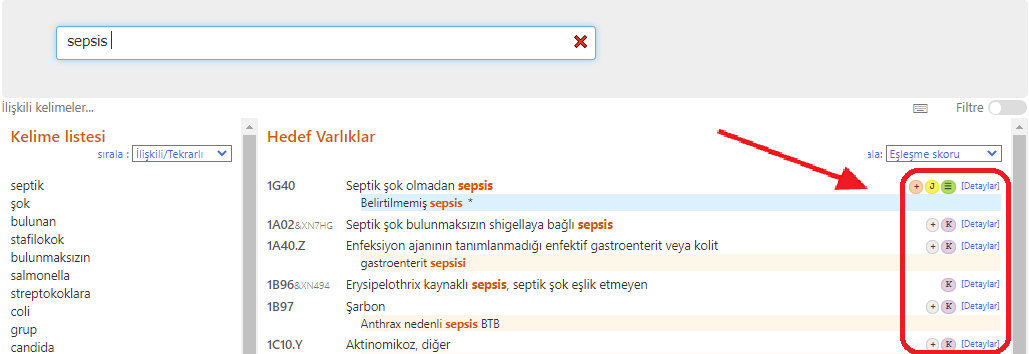 sepsis
İlişkili kelimeler...
Filtre
Kelime listesi
sırala : İlişkili/Tekrarlı
septik
şok
bulunan
stafilokok
bulunmaksızın
salmonella
streptokoklara
coli
grup
candida
Hedef Varlıklar
ala: Eşleşme skoru
1G40 Septik şok olmadan sepsis + J [Detaylar]
Belirtilmemiş sepsis *
1A02&XN7HG Septik şok bulunmaksızın shigellaya bağlı sepsis + K [Detaylar]
1A40.Z Enfeksiyon ajanının tanımlanmadığı enfektif gastroenterit veya kolit + K [Detaylar]
gastroenterit sepsisi
1B96&XN494 Erysipelothrix kaynaklı sepsis, septik şok eşlik etmeyen K [Detaylar]
1B97 Şarbon + K [Detaylar]
Anthrax nedenli sepsis BTB
1C10.Y Aktinomikoz, diğer + K [Detaylar]